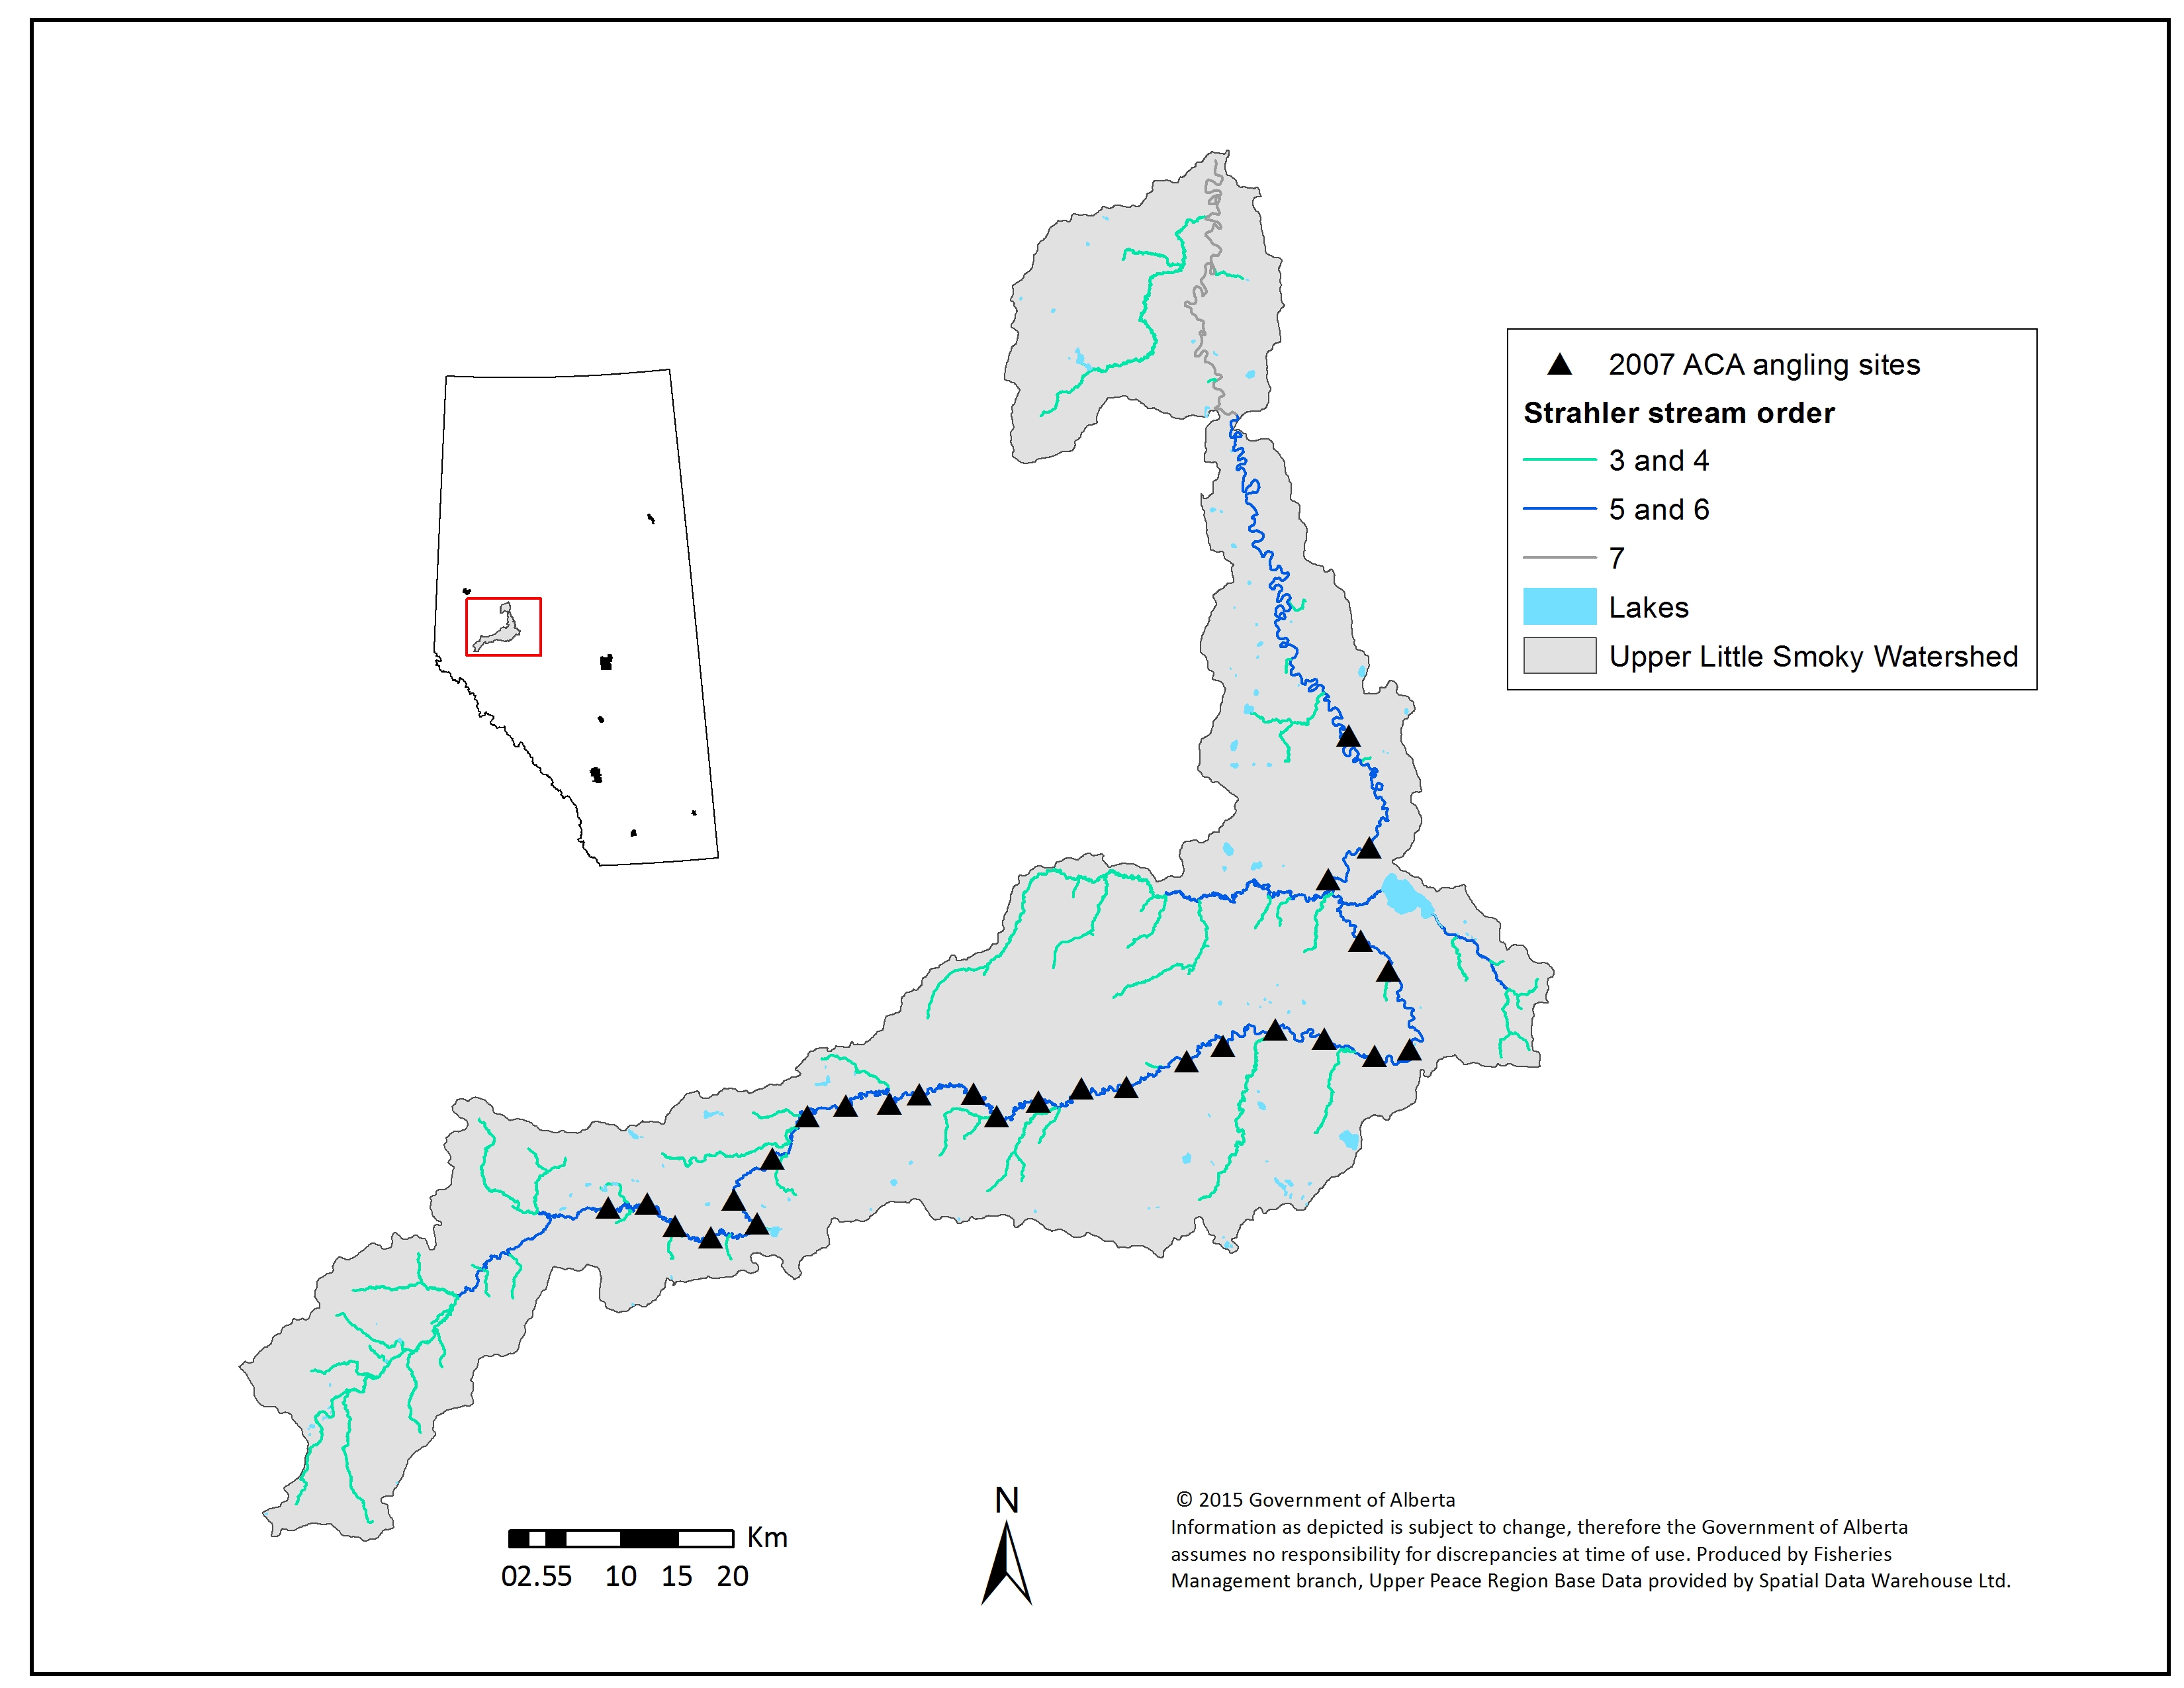 2007 ACA angling sites
Strahler stream order
3 and 4
5 and 6
7
Lakes
Upper Little Smoky Watershed
N
Km
02.55 10 15 20
© 2015 Government of Alberta
Information as depicted is subject to change, therefore the Government of Alberta
assumes no responsibility for discrepancies at time of use. Produced by Fisheries
Management branch, Upper Peace Region Base Data provided by Spatial Data Warehouse Ltd.